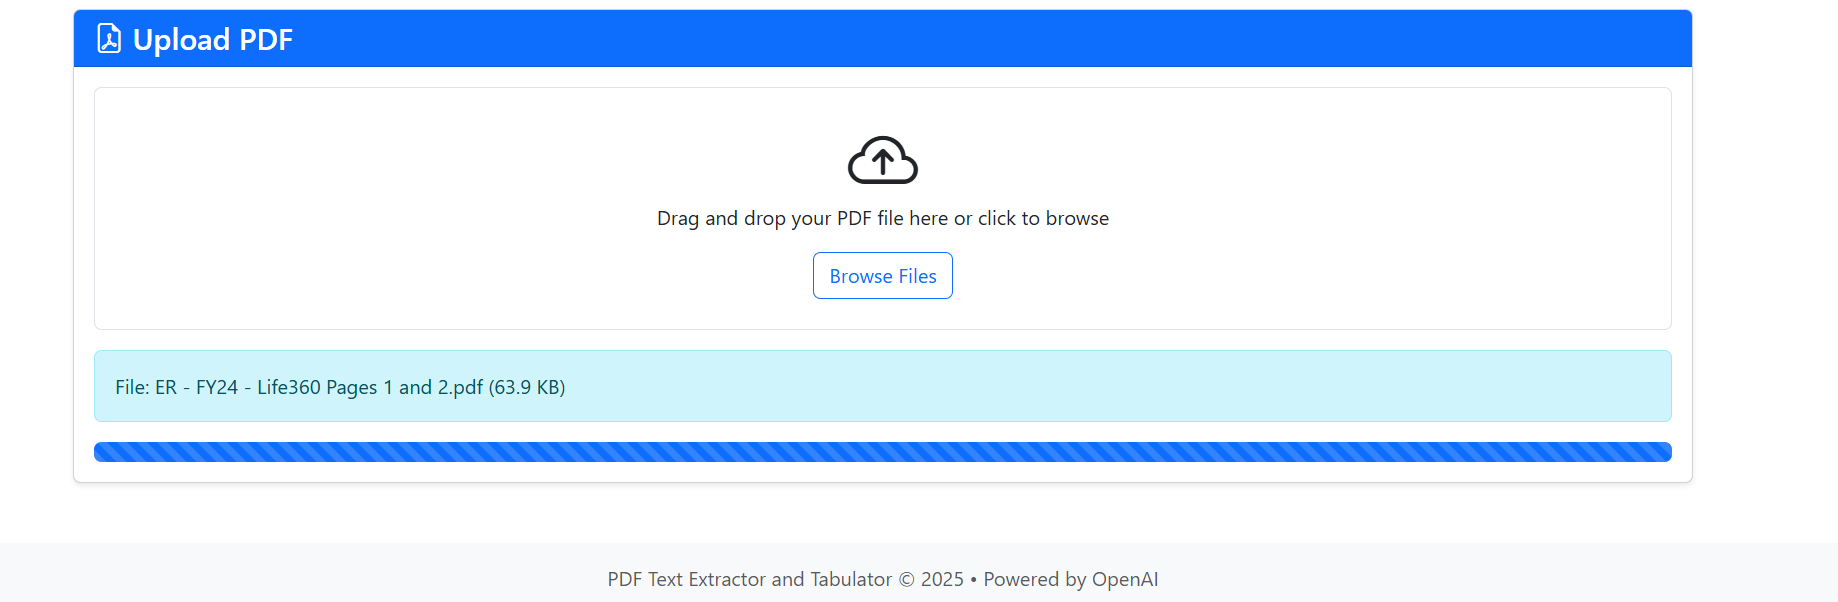 Upload PDF
Drag and drop your PDF file here or click to browse
Browse Files
File: ER - FY24 - Life360 Pages 1 and 2.pdf (63.9 KB)
PDF Text Extractor and Tabulator © 2025 • Powered by OpenAI